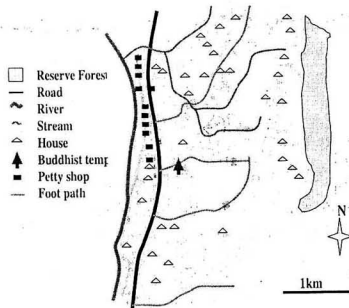 Reserve Forest
Road
River
Stream
House
Buddhist temp
Petty shop
Foot path
N
1km